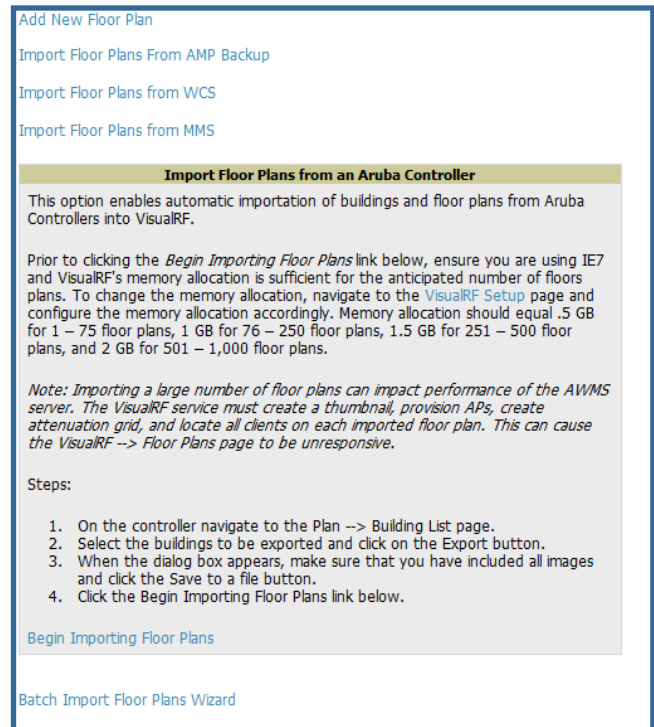 Add New Floor Plan
Import Floor Plans From AMP Backup
Import Floor Plans from WCS
Import Floor Plans from MMS
Import Floor Plans from an Aruba Controller
This option enables automatic importation of buildings and floor plans from Aruba
Controllers into VisualRF.
Prior to clicking the Begin Importing Floor Plans link below, ensure you are using IE7
and VisualRF's memory allocation is sufficient for the anticipated number of floors
plans. To change the memory allocation, navigate to the VisualRF Setup page and
configure the memory allocation accordingly. Memory allocation should equal .5 GB
for 1 – 75 floor plans, 1 GB for 76 – 250 floor plans, 1.5 GB for 251 – 500 floor
plans, and 2 GB for 501 – 1,000 floor plans.
Note: Importing a large number of floor plans can impact performance of the AWMS
server. The VisualRF service must create a thumbnail, provision APs, create
attenuation grid, and locate all clients on each imported floor plan. This can cause
the VisualRF --> Floor Plans page to be unresponsive.
Steps:
1. On the controller navigate to the Plan --> Building List page.
2. Select the buildings to be exported and click on the Export button.
3. When the dialog box appears, make sure that you have included all images
and click the Save to a file button.
4. Click the Begin Importing Floor Plans link below.
Begin Importing Floor Plans
Batch Import Floor Plans Wizard